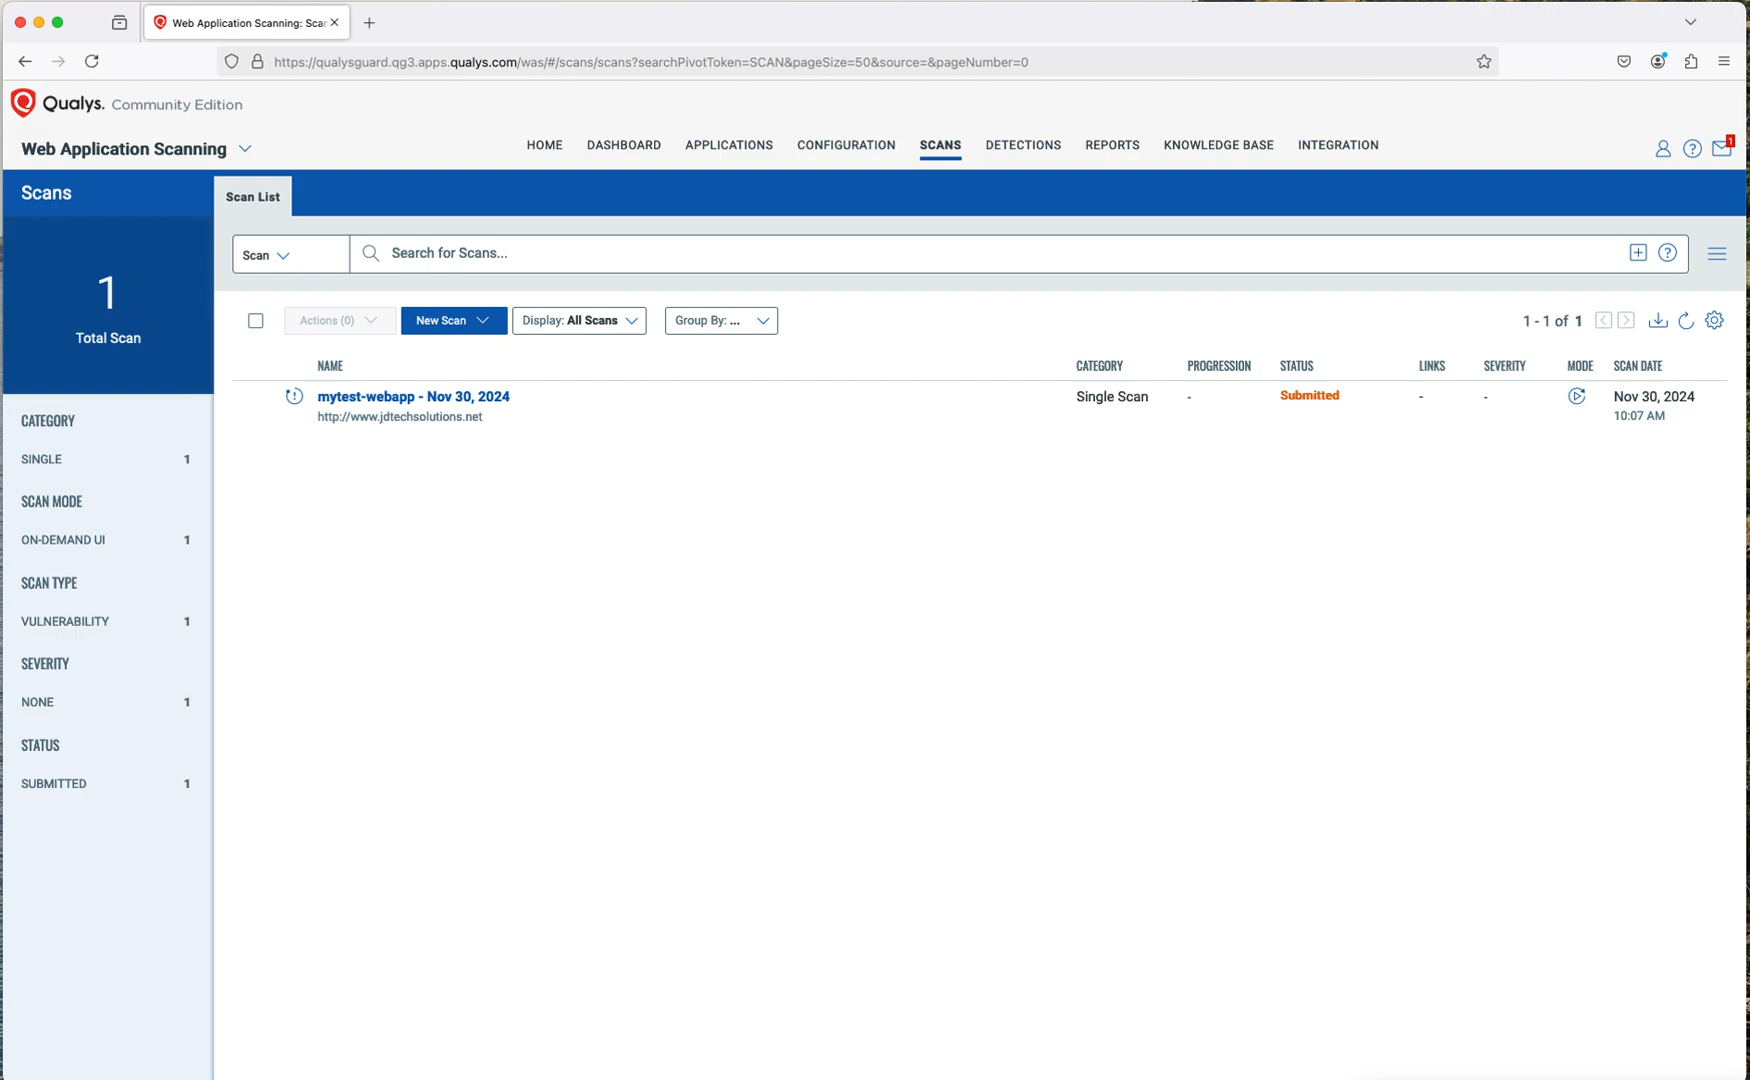 Web Application Scanning: Scan
https://qualysguard.qg3.apps.qualys.com/was/#/scans/scans?searchPivotToken=SCAN&pageSize=50&source=&pageNumber=0
Qualys. Community Edition
Web Application Scanning
HOME DASHBOARD APPLICATIONS CONFIGURATION SCANS DETECTIONS REPORTS KNOWLEDGE BASE INTEGRATION
1
Scans
Scan List
Scan
Search for Scans...
1
Total Scan
Actions (0)
New Scan
Display: All Scans
Group By: ...
1 - 1 of 1
NAME CATEGORY PROGRESSION STATUS LINKS SEVERITY MODE SCAN DATE
mytest-webapp - Nov 30, 2024 Single Scan - Submitted - - Nov 30, 2024
http://www.jdtechsolutions.net 10:07 AM
CATEGORY
SINGLE 1
SCAN MODE
ON-DEMAND UI 1
SCAN TYPE
VULNERABILITY 1
SEVERITY
NONE 1
STATUS
SUBMITTED 1